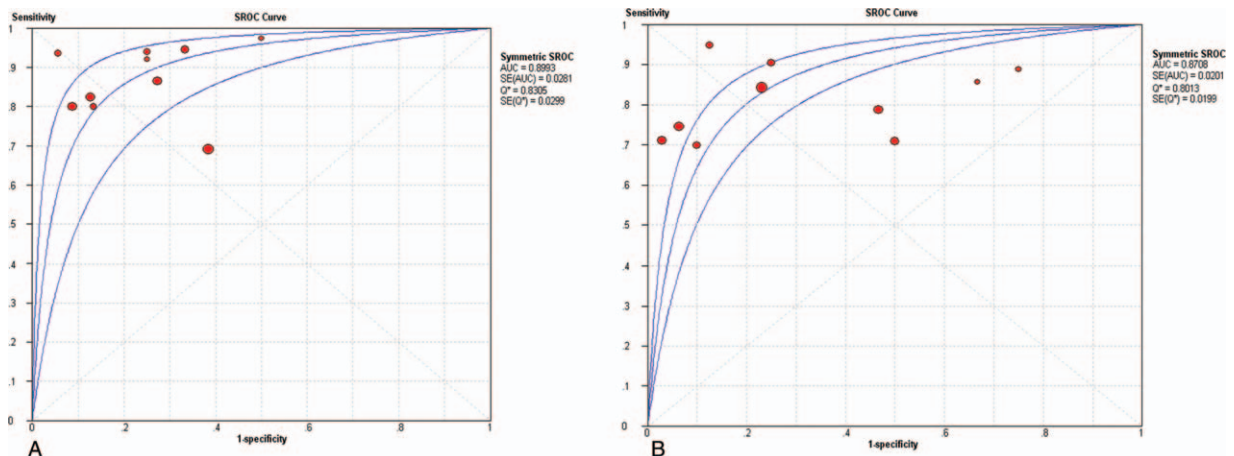 Sensitivity
SROC Curve
1
.9
.8
.7
.6
.5
.4
.3
.2
.1
0
0
.2
.4
.6
.8
1
1-specificity
Symmetric SROC
AUC = 0.8993
SE(AUC) = 0.0281
Q* = 0.8305
SE(Q*) = 0.0299
A
Sensitivity
SROC Curve
1
.9
.8
.7
.6
.5
.4
.3
.2
.1
0
0
.2
.4
.6
.8
1
1-specificity
Symmetric SROC
AUC = 0.8708
SE(AUC) = 0.0201
Q* = 0.8013
SE(Q*) = 0.0199
B